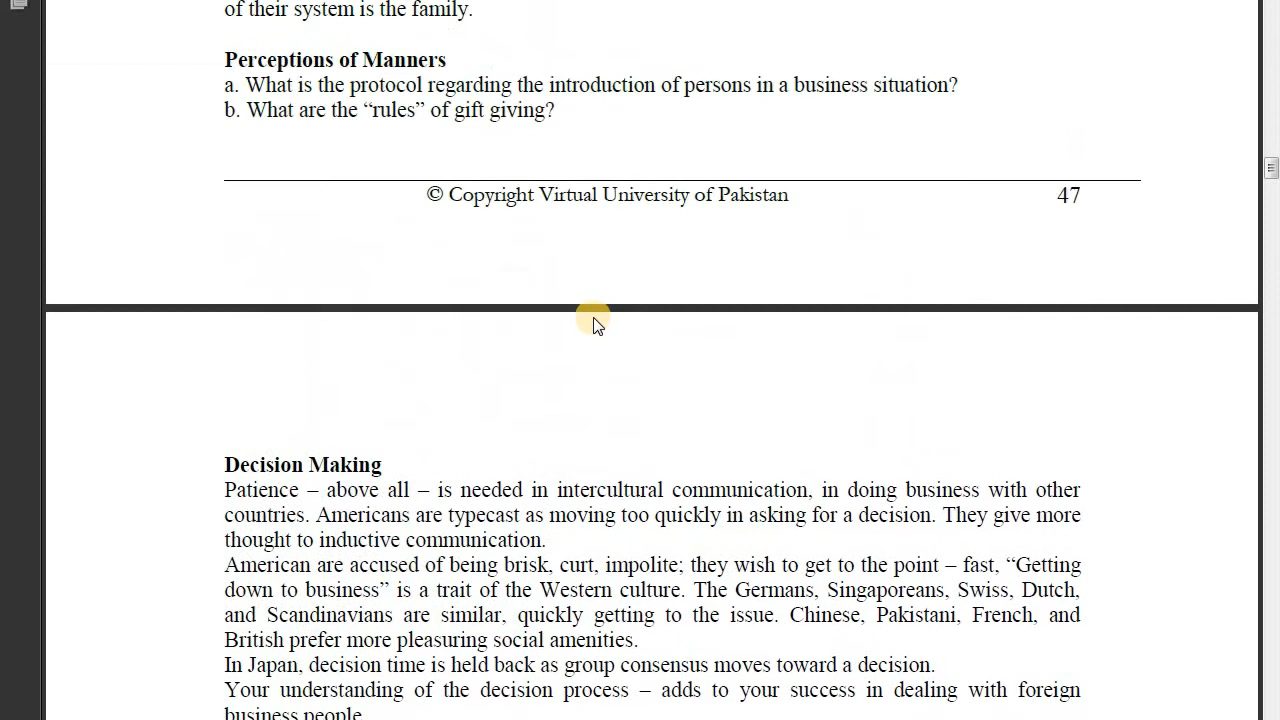 of their system is the family.
Perceptions of Manners
a. What is the protocol regarding the introduction of persons in a business situation?
b. What are the “rules” of gift giving?
© Copyright Virtual University of Pakistan 47
Decision Making
Patience – above all – is needed in intercultural communication, in doing business with other
countries. Americans are typecast as moving too quickly in asking for a decision. They give more
thought to inductive communication.
American are accused of being brisk, curt, impolite; they wish to get to the point – fast, “Getting
down to business” is a trait of the Western culture. The Germans, Singaporeans, Swiss, Dutch,
and Scandinavians are similar, quickly getting to the issue. Chinese, Pakistani, French, and
British prefer more pleasuring social amenities.
In Japan, decision time is held back as group consensus moves toward a decision.
Your understanding of the decision process – adds to your success in dealing with foreign
business people.